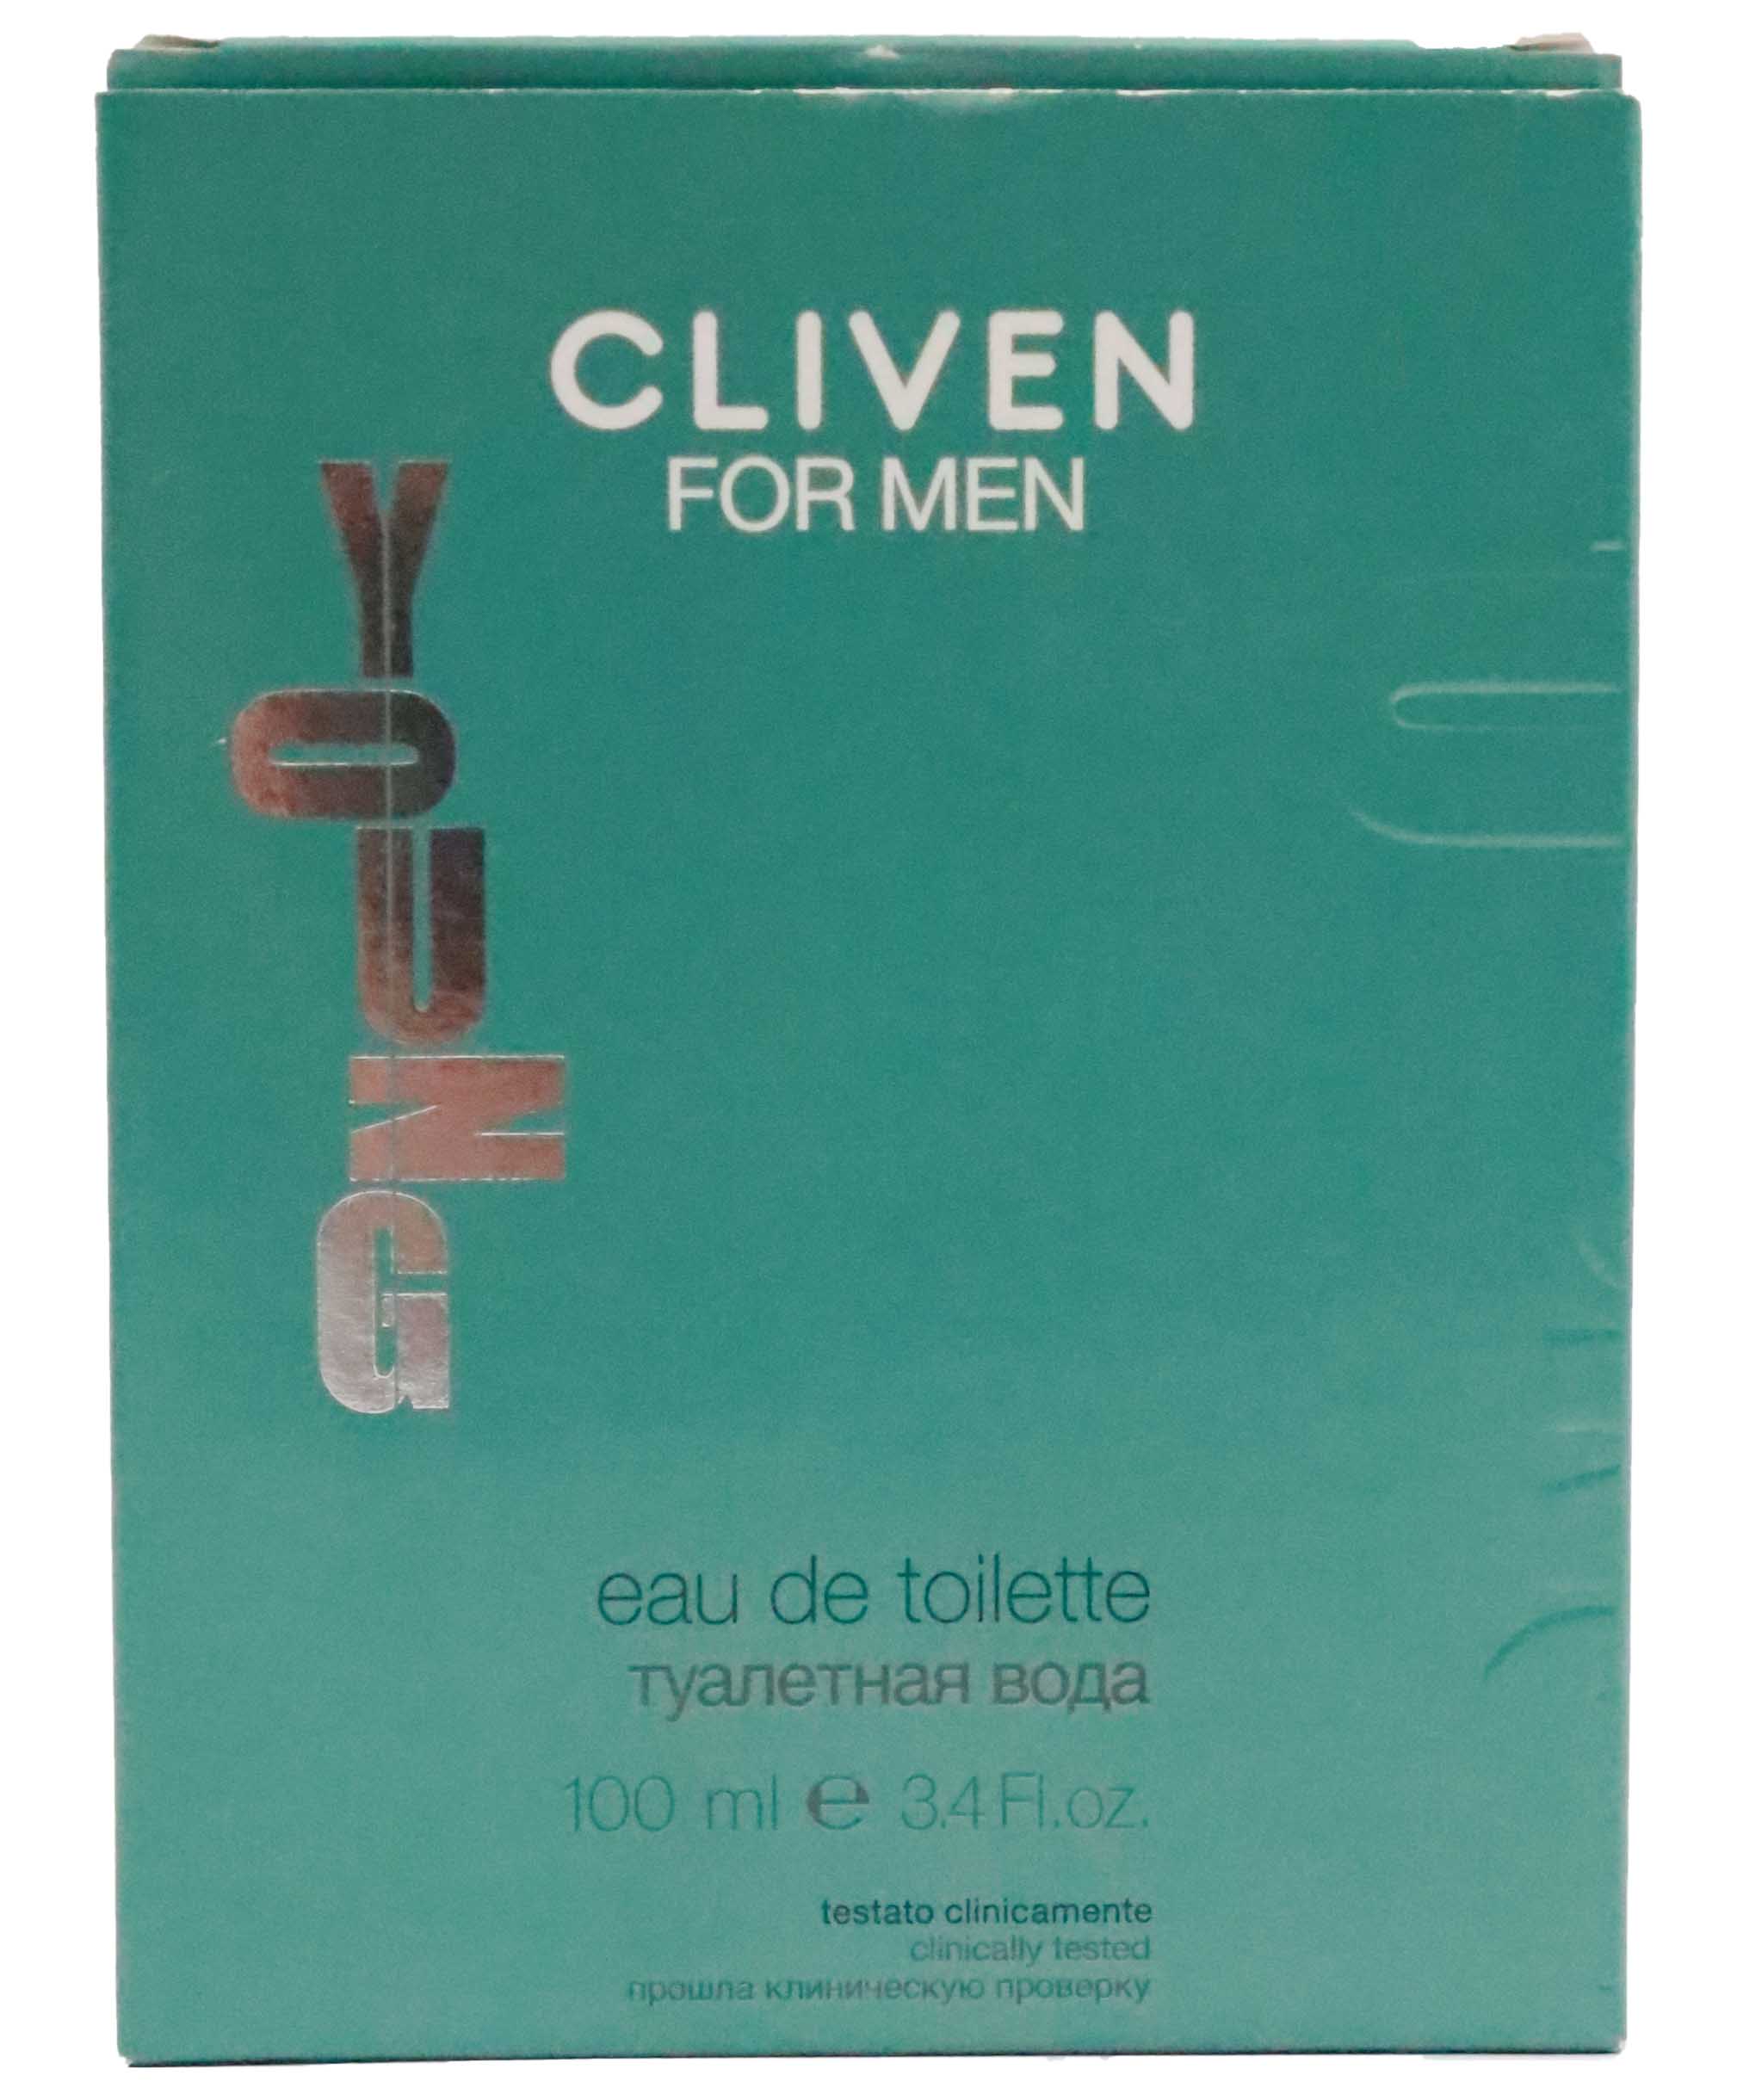 CLIVEN
FOR MEN
YOUNG
eau de toilette
туалетная вода
100 ml e 3.4 Fl.oz.
testato clinicamente
clinically tested
прошла клиническую проверку